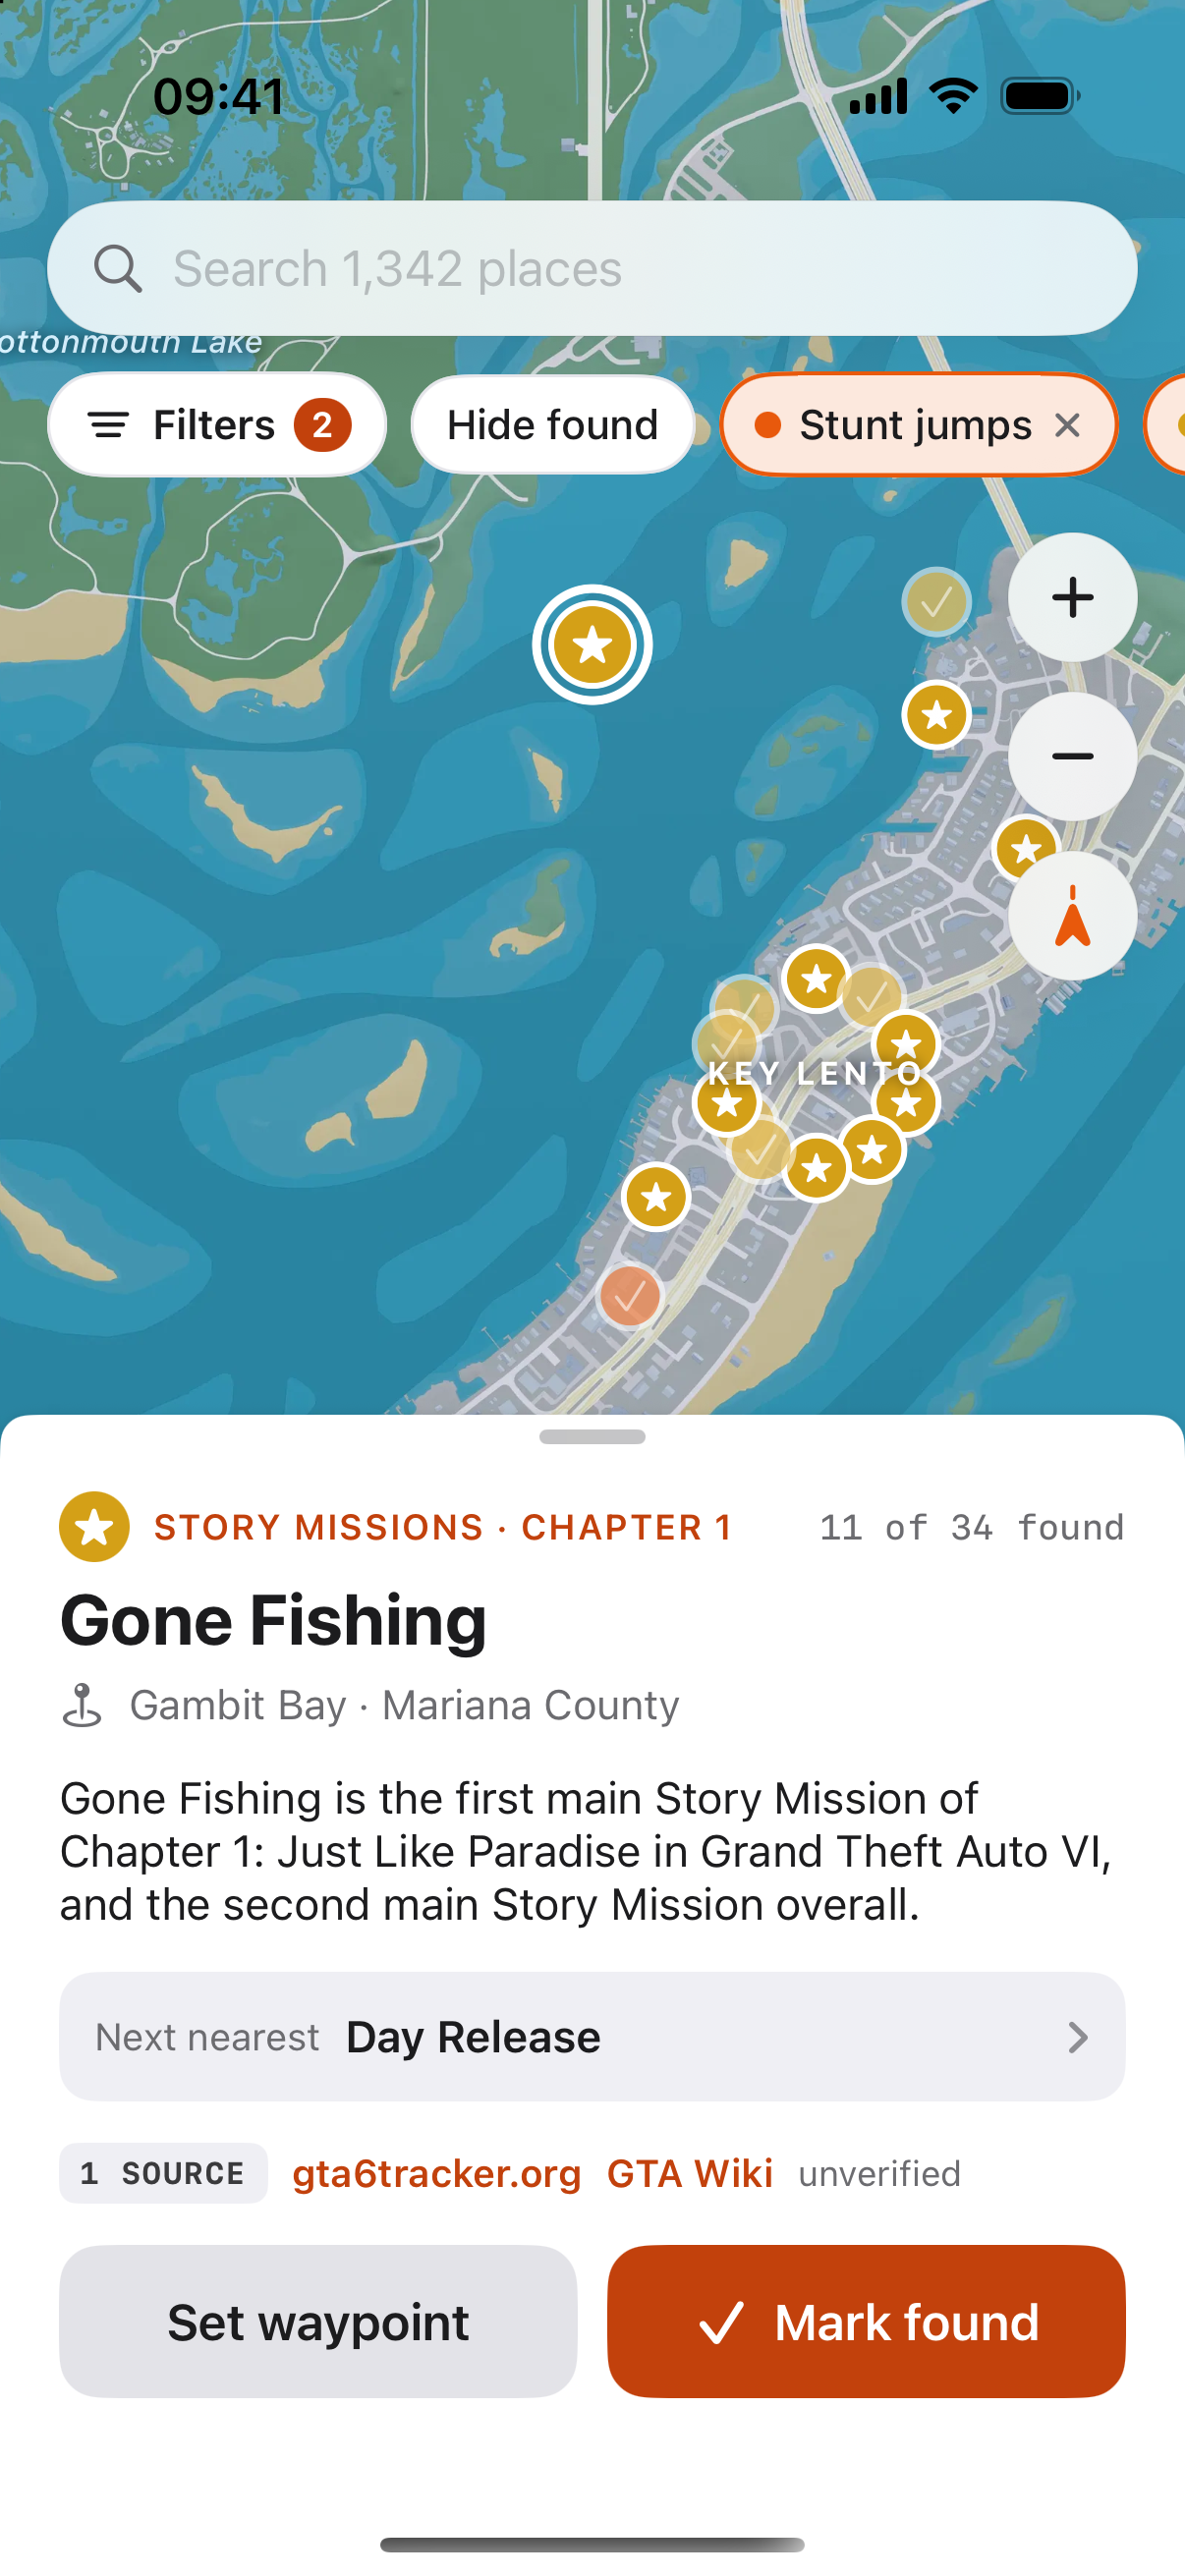 09:41
Search 1,342 places
ottonmouth Lake
Filters 2
Hide found
Stunt jumps
KEY LENTO
STORY MISSIONS · CHAPTER 1
11 of 34 found
Gone Fishing
Gambit Bay · Mariana County
Gone Fishing is the first main Story Mission of
Chapter 1: Just Like Paradise in Grand Theft Auto VI,
and the second main Story Mission overall.
Next nearest Day Release
1 SOURCE gta6tracker.org GTA Wiki unverified
Set waypoint
Mark found